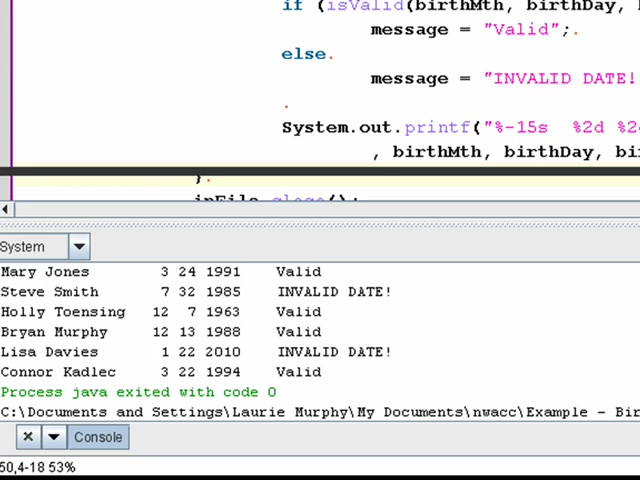 if (isValid(birthMth, birthDay,
message = "Valid";.
else.
message = "INVALID DATE!
.
System.out.printf("%-15s %2d %2
, birthMth, birthDay, bi
}.
inFile.close();
System
Mary Jones 3 24 1991 Valid
Steve Smith 7 32 1985 INVALID DATE!
Holly Toensing 12 7 1963 Valid
Bryan Murphy 12 13 1988 Valid
Lisa Davies 1 22 2010 INVALID DATE!
Connor Kadlec 3 22 1994 Valid
Process java exited with code 0
C:\Documents and Settings\Laurie Murphy\My Documents\nwacc\Example - Bir
Console
50,4-18 53%